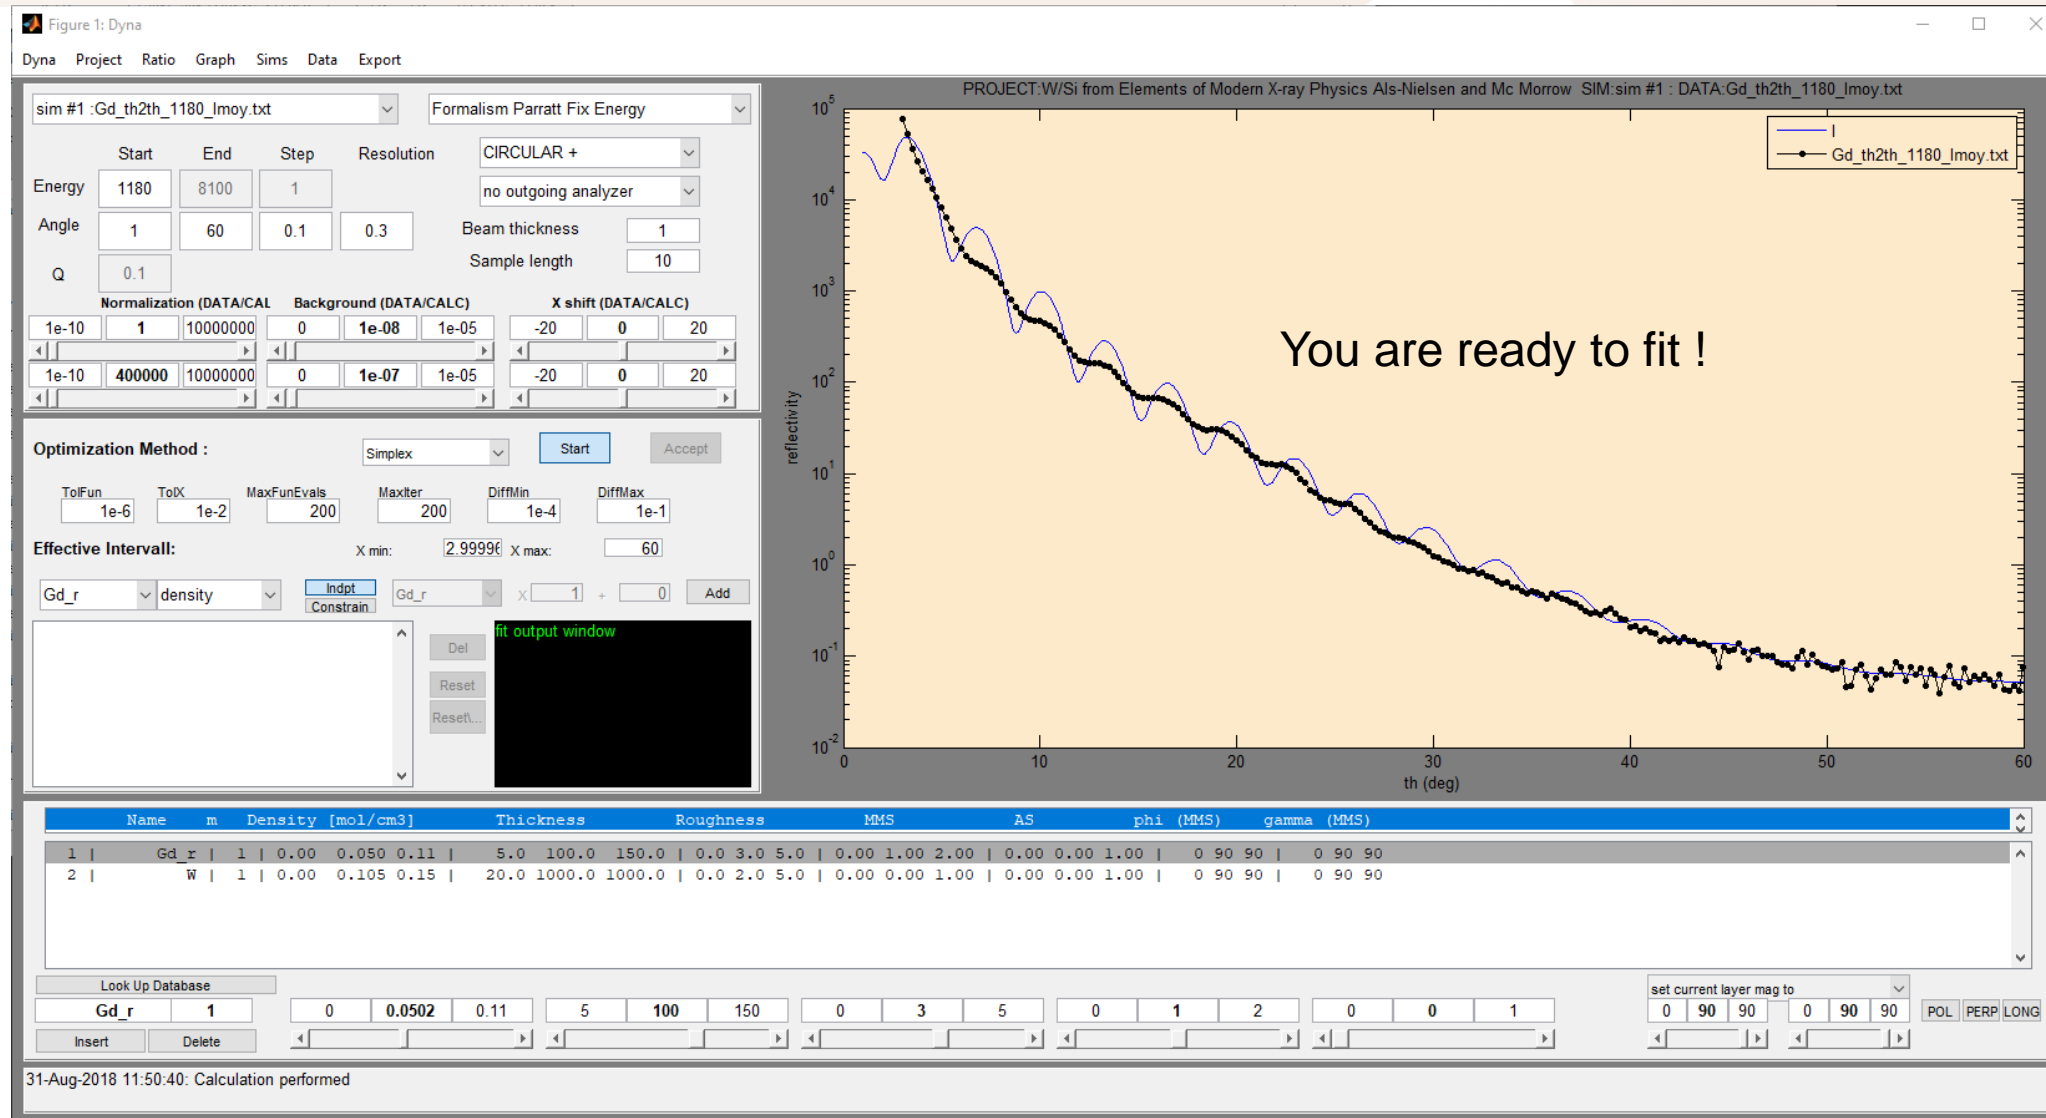 Figure 1: Dyna
Dyna Project Ratio Graph Sims Data Export
sim #1 :Gd_th2th_1180_Imoy.txt Formalism Parratt Fix Energy
Start End Step Resolution CIRCULAR +
Energy 1180 8100 1 no outgoing analyzer
Angle 1 60 0.1 0.3 Beam thickness 1
Q 0.1 Sample length 10
Normalization (DATA/CAL Background (DATA/CALC) X shift (DATA/CALC)
1e-10 1 10000000 0 1e-08 1e-05 -20 0 20
1e-10 400000 10000000 0 1e-07 1e-05 -20 0 20
Optimization Method : Simplex Start Accept
TolFun TolX MaxFunEvals MaxIter DiffMin DiffMax
1e-6 1e-2 200 200 1e-4 1e-1
Effective Intervall: X min: 2.99996 X max: 60
Gd_r density Indpt Gd_r X 1 + 0 Add
Constrain
Del
Reset
Reset\...
fit output window
PROJECT:W/Si from Elements of Modern X-ray Physics Als-Nielsen and Mc Morrow SIM:sim #1 : DATA:Gd_th2th_1180_Imoy.txt
I
Gd_th2th_1180_Imoy.txt
You are ready to fit !
reflectivity
10^5
10^4
10^3
10^2
10^1
10^0
10^-1
10^-2
0 10 20 30 40 50 60
th (deg)
Name m Density [mol/cm3] Thickness Roughness MMS AS phi (MMS) gamma (MMS)
1 | Gd_r | 1 | 0.00 0.050 0.11 | 5.0 100.0 150.0 | 0.0 3.0 5.0 | 0.00 1.00 2.00 | 0.00 0.00 1.00 | 0 90 90 | 0 90 90
2 | W | 1 | 0.00 0.105 0.15 | 20.0 1000.0 1000.0 | 0.0 2.0 5.0 | 0.00 0.00 1.00 | 0.00 0.00 1.00 | 0 90 90 | 0 90 90
Look Up Database set current layer mag to
Gd_r 1 0 0.0502 0.11 5 100 150 0 3 5 0 1 2 0 0 1 0 90 90 0 90 90 POL PERP LONG
Insert Delete
31-Aug-2018 11:50:40: Calculation performed